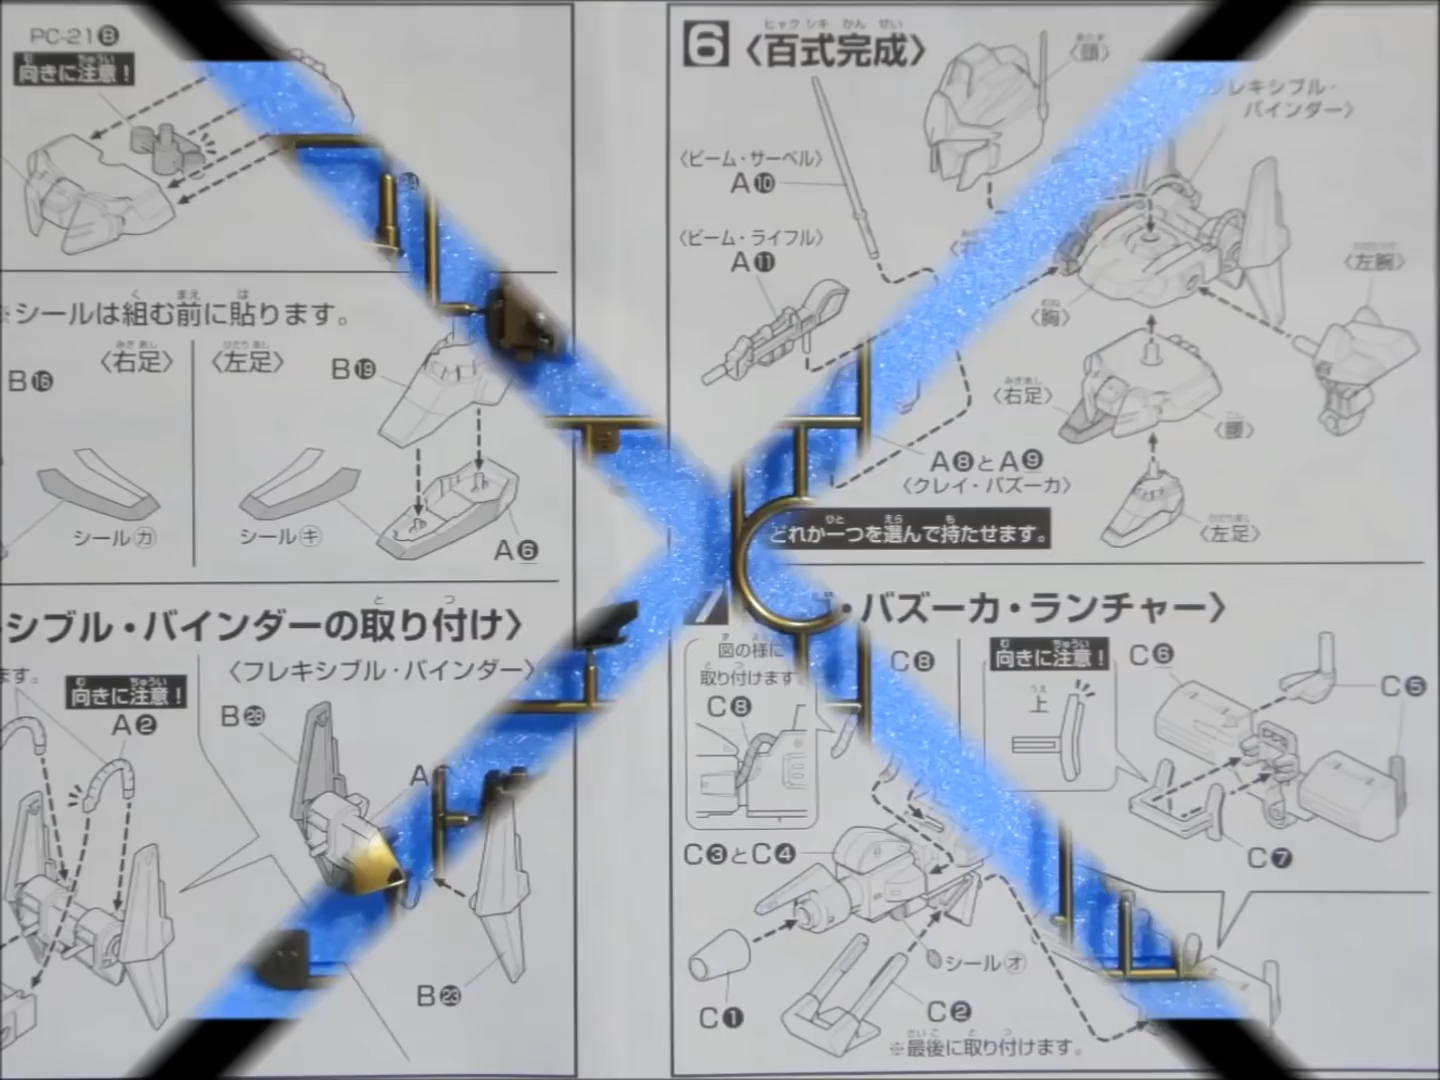 PC-21B
向きに注意!
※シールは組む前に貼ります。
〈右足〉
〈左足〉
B16
B19
シールカ
シールキ
A6
シブル・バインダーの取り付け〉
ます。
向きに注意!
A2
〈フレキシブル・バインダー〉
B28
A
B23
6 〈百式完成〉
〈頭〉
レキシブル・
バインダー〉
〈ビーム・サーベル〉
A10
〈ビーム・ライフル〉
A11
〈左腕〉
〈胸〉
〈右足〉
〈腰〉
A8とA9
〈クレイ・バズーカ〉
〈左足〉
どれか一つを選んで持たせます。
7
・バズーカ・ランチャー〉
図の様に
取り付けます。
C8
C8
向きに注意!
上
C6
C5
C7
C3とC4
シールオ
C1
C2
※最後に取り付けます。